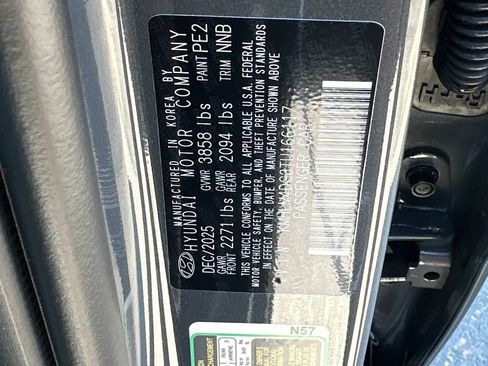 MANUFACTURED IN KOREA BY
HYUNDAI MOTOR COMPANY
DEC/2025 GVWR 3858 lbs PAINT PE2
GAWR FRONT 2271 lbs GAWR REAR 2094 lbs TRIM NNB
THIS VEHICLE CONFORMS TO ALL APPLICABLE U.S.A. FEDERAL
MOTOR VEHICLE SAFETY, BUMPER, AND THEFT PREVENTION STANDARDS
IN EFFECT ON THE DATE OF MANUFACTURE SHOWN ABOVE
PASSENGER CAR
N57